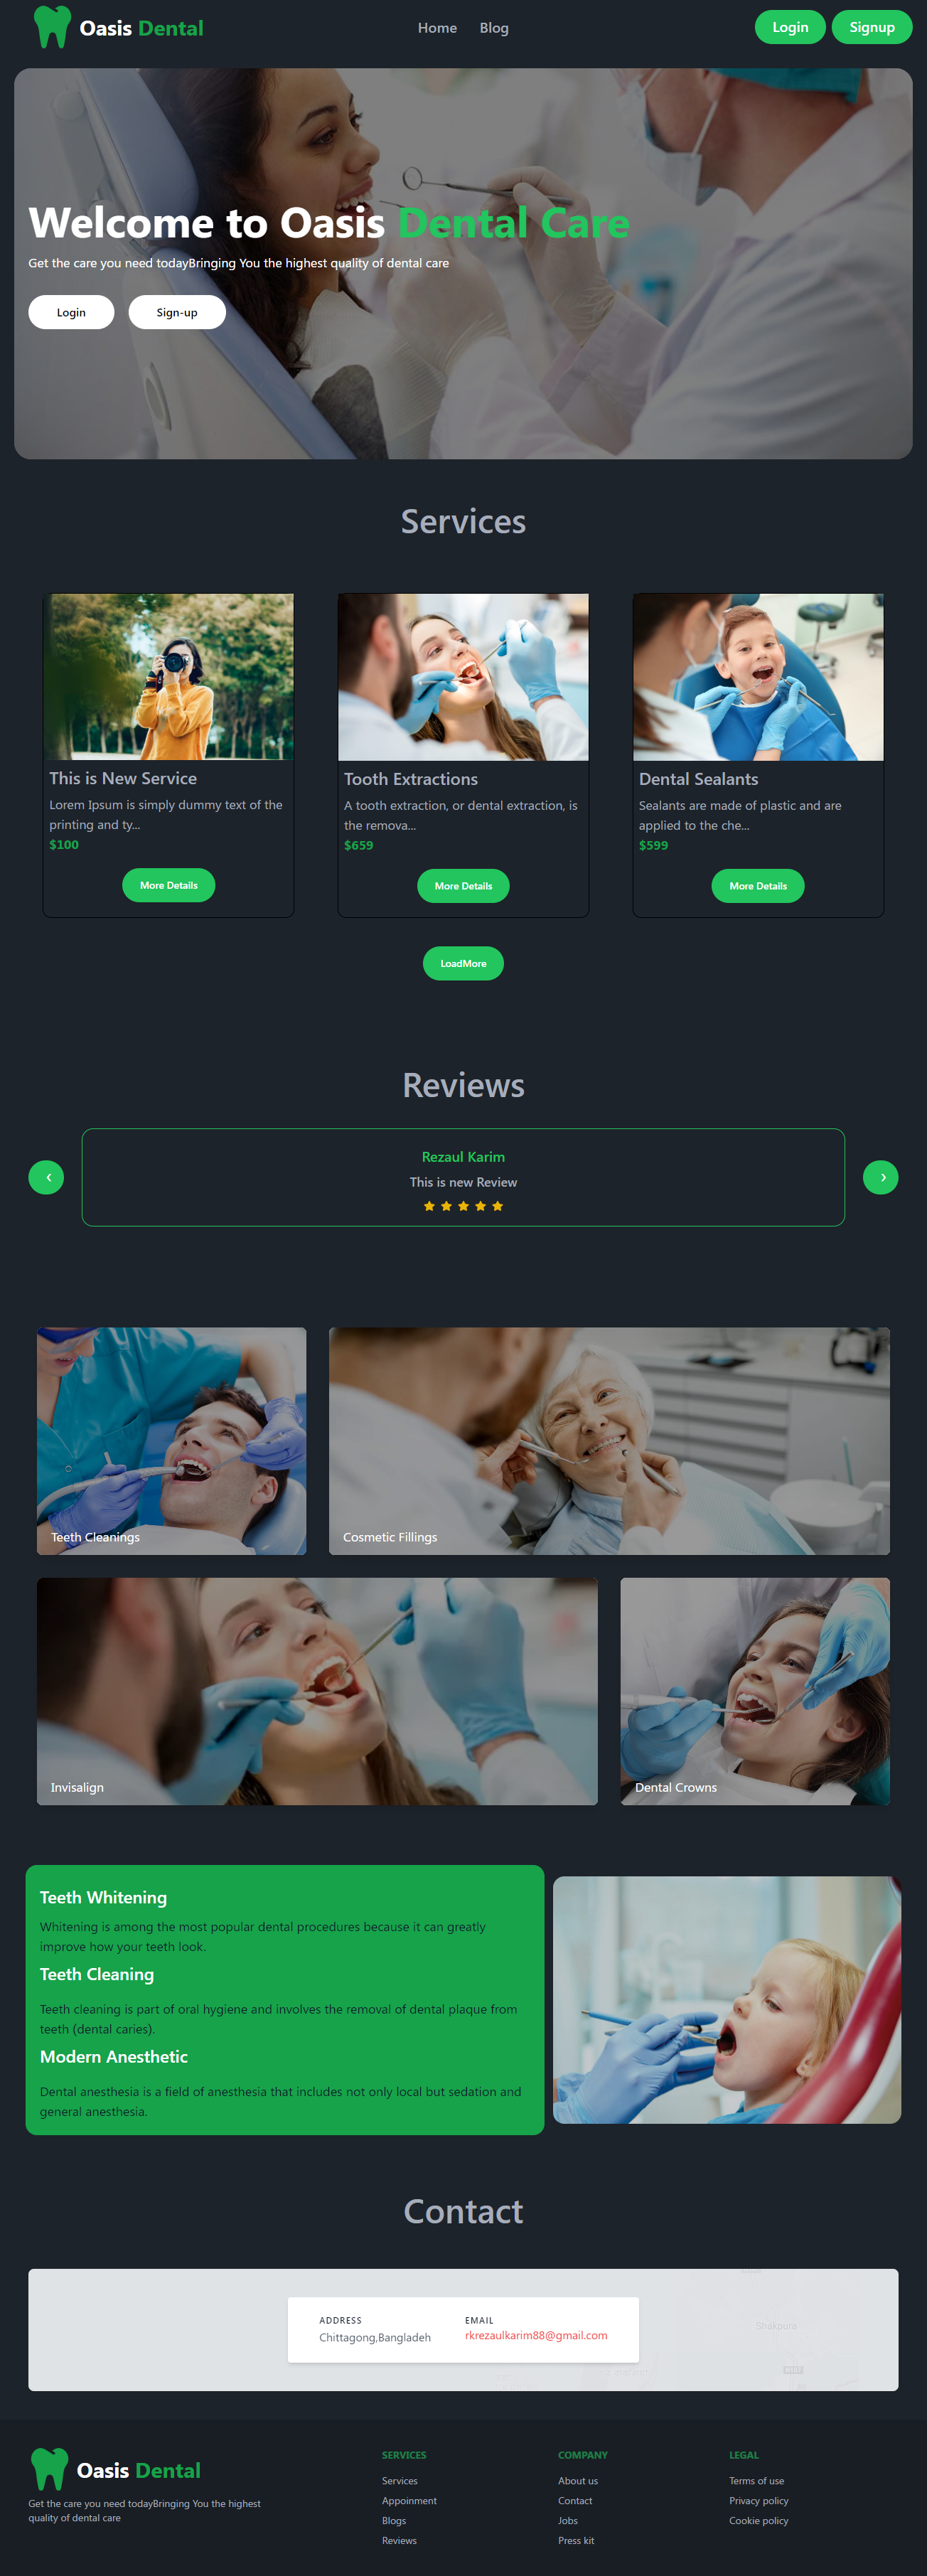 Oasis Dental
Home
Blog
Login
Signup
Welcome to Oasis Dental Care
Get the care you need todayBringing You the highest quality of dental care
Login
Sign-up
Services
This is New Service
Lorem Ipsum is simply dummy text of the
printing and ty...
$100
More Details
Tooth Extractions
A tooth extraction, or dental extraction, is
the remova...
$659
More Details
Dental Sealants
Sealants are made of plastic and are
applied to the che...
$599
More Details
LoadMore
Reviews
Rezaul Karim
This is new Review
Teeth Cleanings
Cosmetic Fillings
Invisalign
Dental Crowns
Teeth Whitening
Whitening is among the most popular dental procedures because it can greatly
improve how your teeth look.
Teeth Cleaning
Teeth cleaning is part of oral hygiene and involves the removal of dental plaque from
teeth (dental caries).
Modern Anesthetic
Dental anesthesia is a field of anesthesia that includes not only local but sedation and
general anesthesia.
Contact
ADDRESS
Chittagong,Bangladeh
EMAIL
rkrezaulkarim88@gmail.com
Shakpura
Oasis Dental
Get the care you need todayBringing You the highest
quality of dental care
SERVICES
Services
Appoinment
Blogs
Reviews
COMPANY
About us
Contact
Jobs
Press kit
LEGAL
Terms of use
Privacy policy
Cookie policy